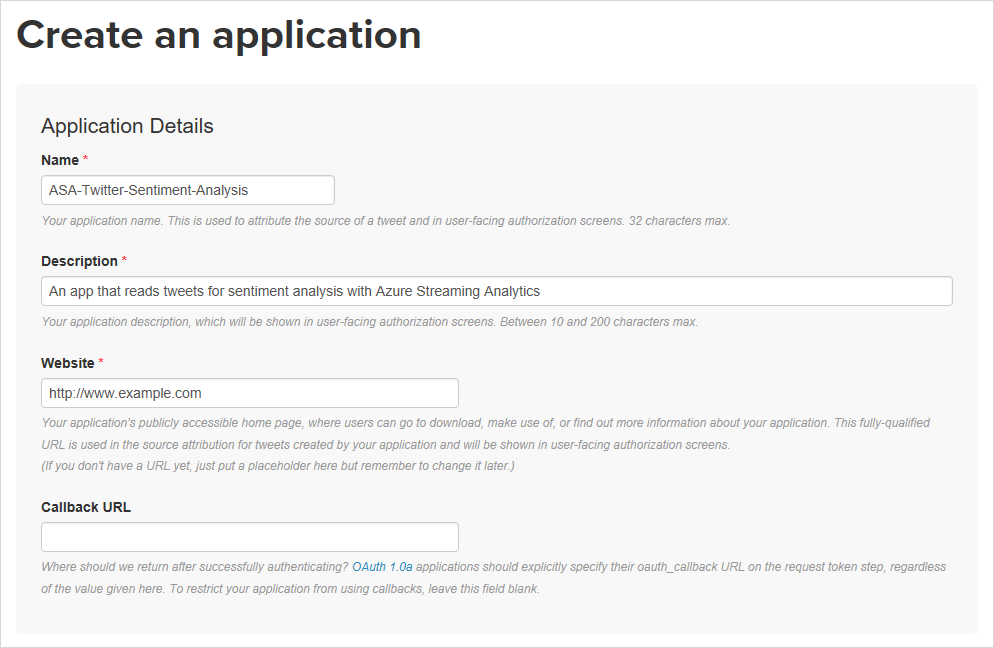 Create an application
Application Details
Name *
ASA-Twitter-Sentiment-Analysis
Your application name. This is used to attribute the source of a tweet and in user-facing authorization screens. 32 characters max.
Description *
An app that reads tweets for sentiment analysis with Azure Streaming Analytics
Your application description, which will be shown in user-facing authorization screens. Between 10 and 200 characters max.
Website *
http://www.example.com
Your application's publicly accessible home page, where users can go to download, make use of, or find out more information about your application. This fully-qualified
URL is used in the source attribution for tweets created by your application and will be shown in user-facing authorization screens.
(If you don't have a URL yet, just put a placeholder here but remember to change it later.)
Callback URL
Where should we return after successfully authenticating? OAuth 1.0a applications should explicitly specify their oauth_callback URL on the request token step, regardless
of the value given here. To restrict your application from using callbacks, leave this field blank.